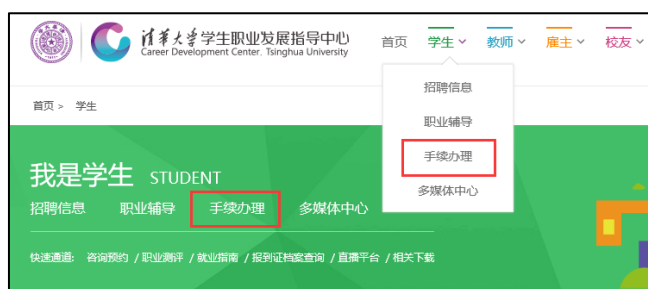 清华大学学生职业发展指导中心
Career Development Center. Tsinghua University
首页 学生 教师 雇主 校友
招聘信息
职业辅导
手续办理
多媒体中心
首页 > 学生
我是学生 STUDENT
招聘信息 职业辅导 手续办理 多媒体中心
快速通道: 咨询预约 / 职业测评 / 就业指南 / 报到证档案查询 / 直播平台 / 相关下载